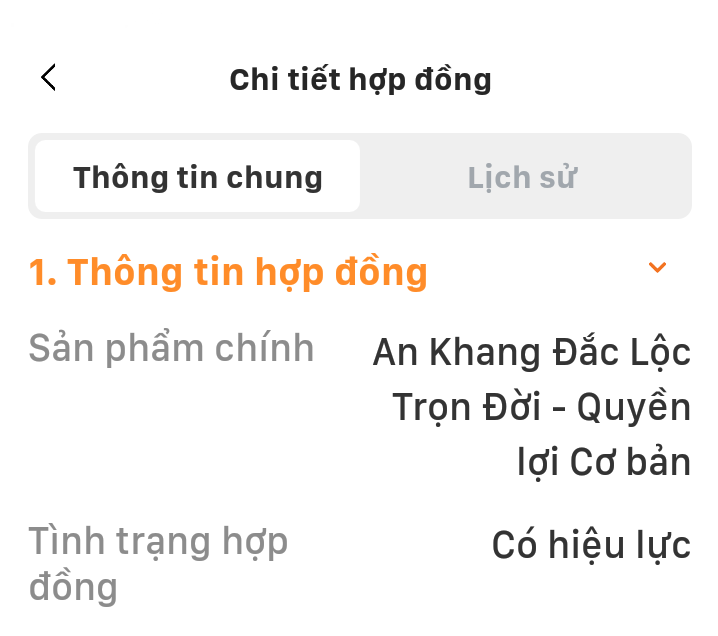 Chi tiết hợp đồng
Thông tin chung
Lịch sử
1. Thông tin hợp đồng
Sản phẩm chính
An Khang Đắc Lộc
Trọn Đời - Quyền
lợi Cơ bản
Tình trạng hợp
đồng
Có hiệu lực